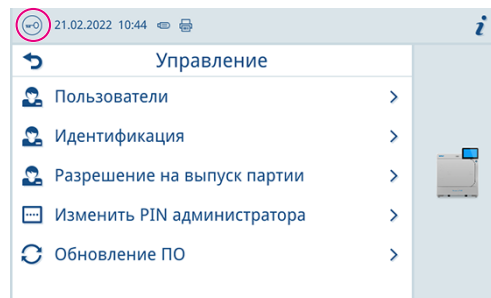 21.02.2022 10:44
Управление
Пользователи
Идентификация
Разрешение на выпуск партии
Изменить PIN администратора
Обновление ПО